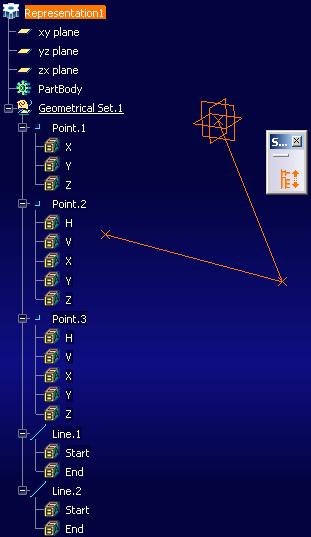 Representation1
xy plane
yz plane
zx plane
PartBody
Geometrical Set.1
Point.1
X
Y
Z
S... 
Point.2
H
V
X
Y
Z
Point.3
H
V
X
Y
Z
Line.1
Start
End
Line.2
Start
End